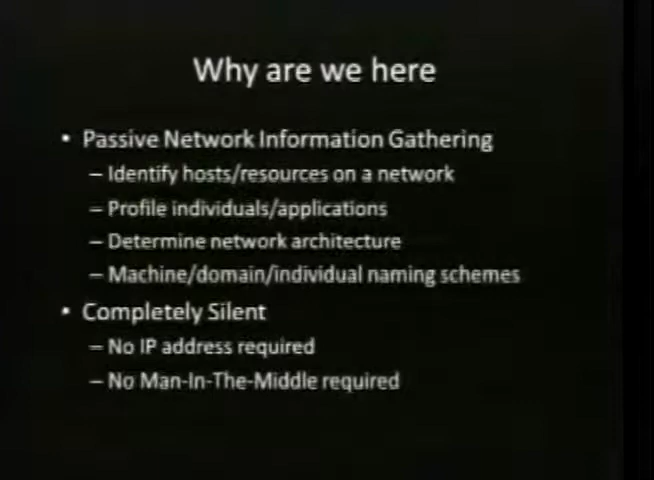 Why are we here
• Passive Network Information Gathering
– Identify hosts/resources on a network
– Profile individuals/applications
– Determine network architecture
– Machine/domain/individual naming schemes
• Completely Silent
– No IP address required
– No Man-In-The-Middle required